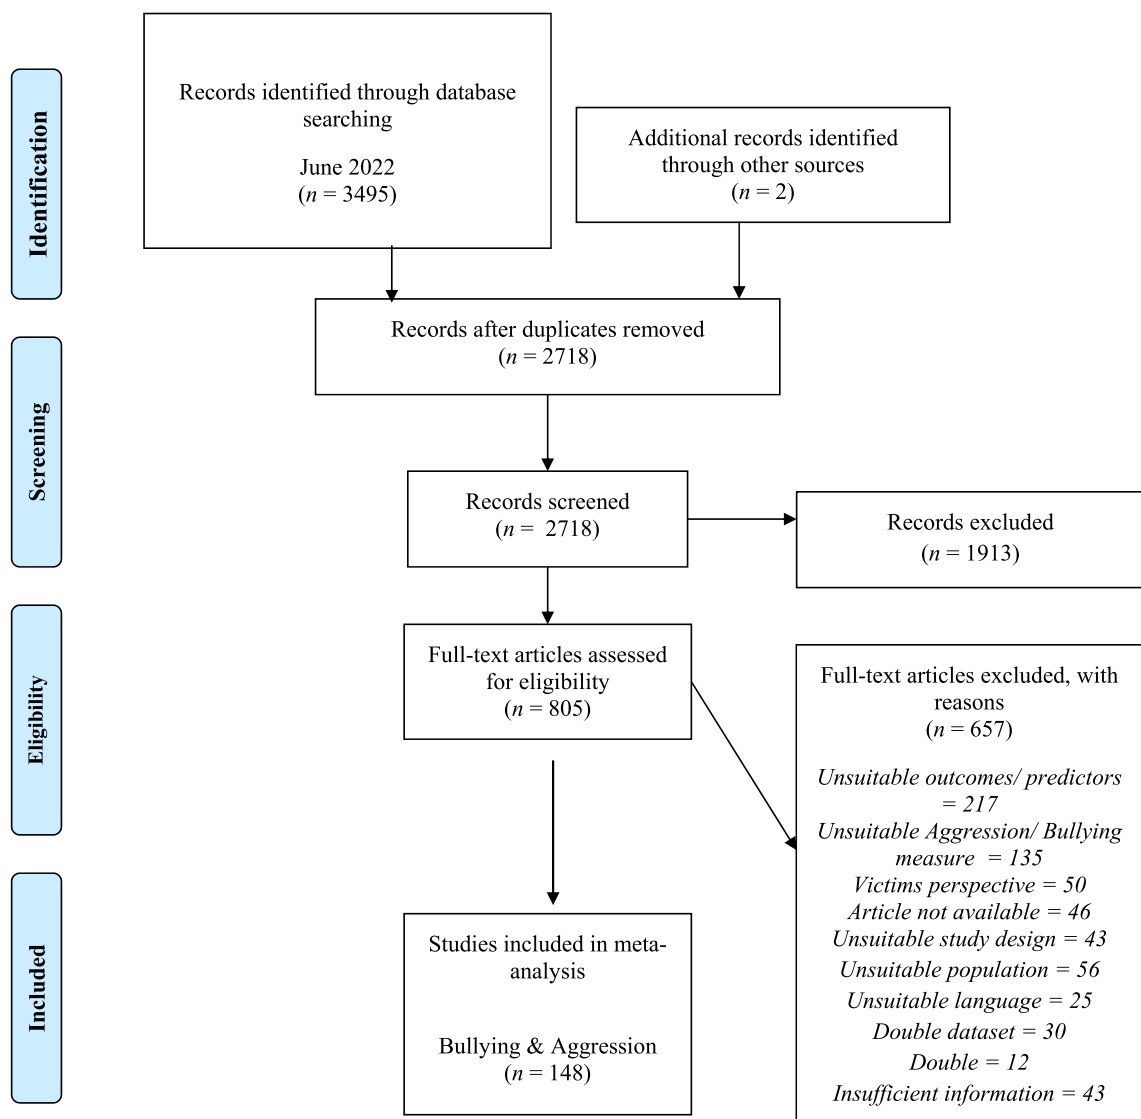 Identification
Records identified through database
searching
June 2022
(n = 3495)
Additional records identified
through other sources
(n = 2)
Records after duplicates removed
(n = 2718)
Screening
Records screened
(n = 2718)
Records excluded
(n = 1913)
Eligibility
Full-text articles assessed
for eligibility
(n = 805)
Full-text articles excluded, with
reasons
(n = 657)
Unsuitable outcomes/ predictors
= 217
Unsuitable Aggression/ Bullying
measure = 135
Victims perspective = 50
Article not available = 46
Unsuitable study design = 43
Unsuitable population = 56
Unsuitable language = 25
Double dataset = 30
Double = 12
Insufficient information = 43
Included
Studies included in meta-
analysis
Bullying & Aggression
(n = 148)